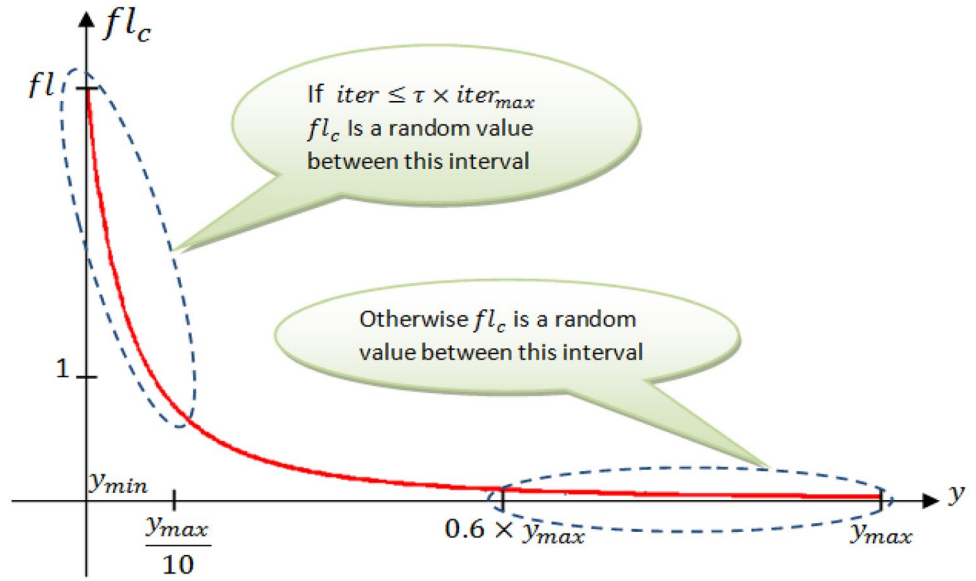 fl_c
fl
If iter ≤ τ × iter_max
fl_c Is a random value
between this interval
Otherwise fl_c is a random
value between this interval
1
y_min
y
y_max
10
0.6 × y_max
y_max